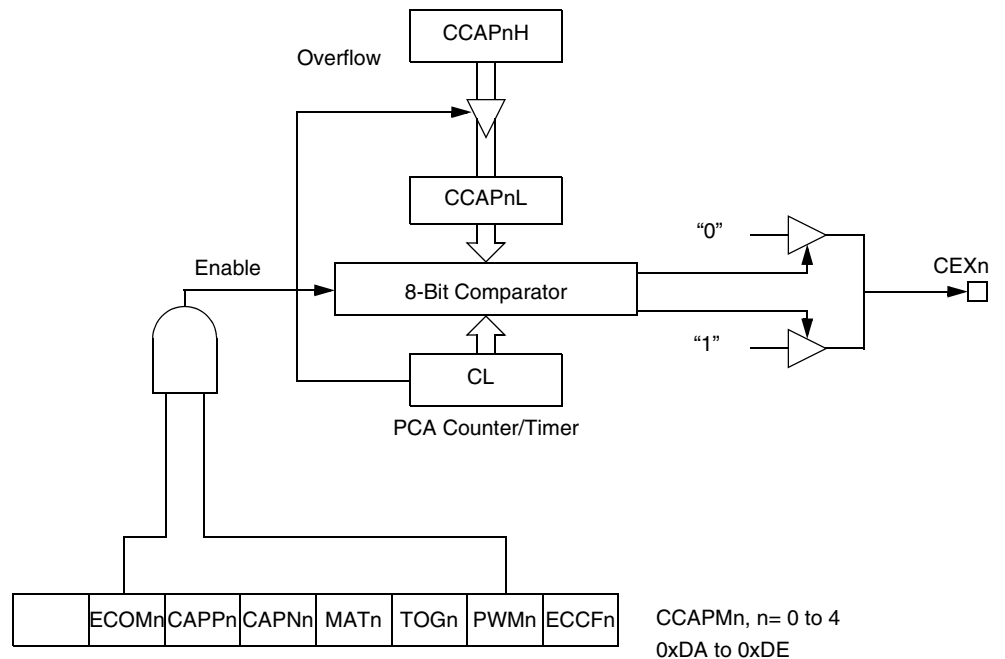 CCAPnH
Overflow
CCAPnL
“0”
Enable
CEXn
8-Bit Comparator
“1”
CL
PCA Counter/Timer
ECOMn CAPPn CAPNn MATn TOGn PWMn ECCFn
CCAPMn, n= 0 to 4
0xDA to 0xDE